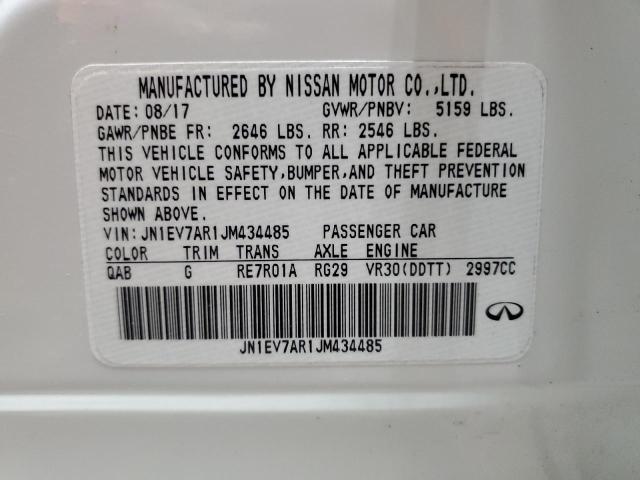 MANUFACTURED BY NISSAN MOTOR CO.,LTD.
DATE: 08/17 GVWR/PNBV: 5159 LBS.
GAWR/PNBE FR: 2646 LBS. RR: 2546 LBS.
THIS VEHICLE CONFORMS TO ALL APPLICABLE FEDERAL
MOTOR VEHICLE SAFETY,BUMPER,AND THEFT PREVENTION
STANDARDS IN EFFECT ON THE DATE OF MANUFACTURE
SHOWN ABOVE.
VIN: JN1EV7AR1JM434485 PASSENGER CAR
COLOR TRIM TRANS AXLE ENGINE
QAB G RE7R01A RG29 VR30(DDTT) 2997CC
JN1EV7AR1JM434485